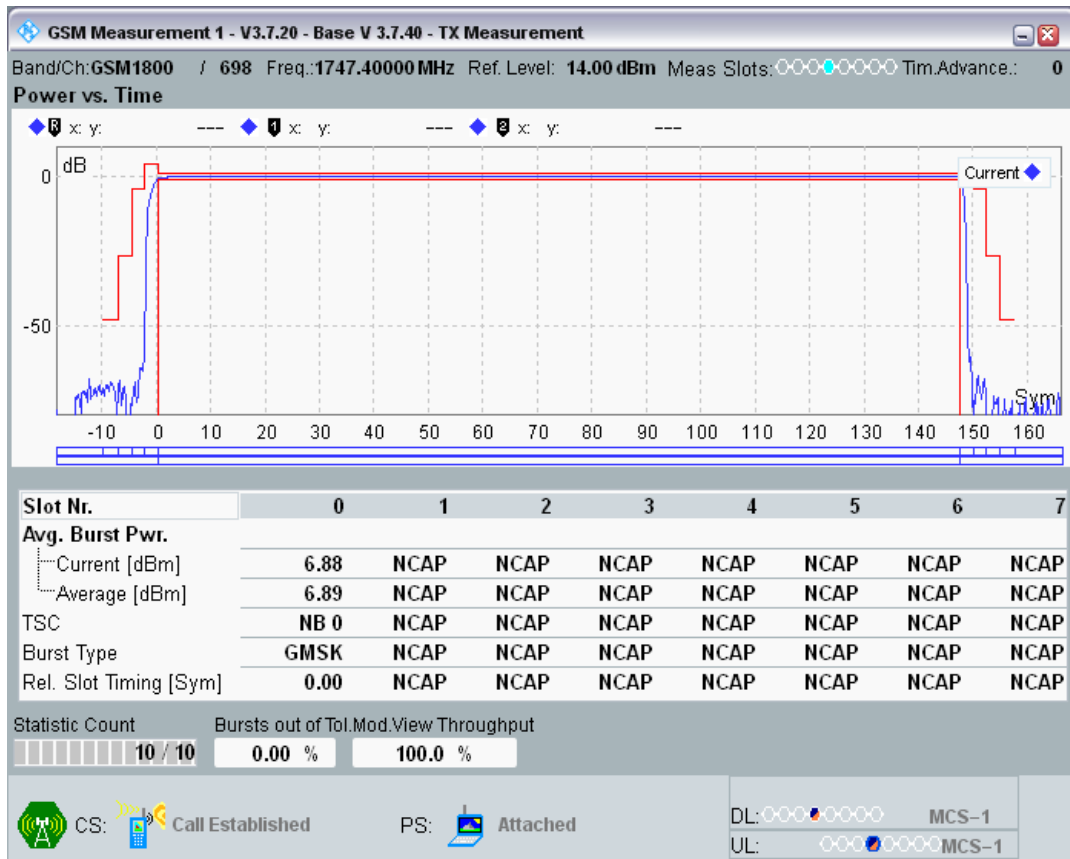 GSM Measurement 1 - V3.7.20 - Base V 3.7.40 - TX Measurement
Band/Ch:GSM1800 / 698 Freq.:1747.40000 MHz Ref. Level: 14.00 dBm Meas Slots: Tim.Advance.: 0
Power vs. Time
R x: y: --- 1 x: y: --- 2 x: y: ---
dB
Current
0
-50
Sym
-10 0 10 20 30 40 50 60 70 80 90 100 110 120 130 140 150 160
Slot Nr. 0 1 2 3 4 5 6 7
Avg. Burst Pwr.
Current [dBm] 6.88 NCAP NCAP NCAP NCAP NCAP NCAP NCAP
Average [dBm] 6.89 NCAP NCAP NCAP NCAP NCAP NCAP NCAP
TSC NB 0 NCAP NCAP NCAP NCAP NCAP NCAP NCAP
Burst Type GMSK NCAP NCAP NCAP NCAP NCAP NCAP NCAP
Rel. Slot Timing [Sym] 0.00 NCAP NCAP NCAP NCAP NCAP NCAP NCAP
Statistic Count Bursts out of Tol. Mod.View Throughput
10 / 10 0.00 % 100.0 %
CS: Call Established PS: Attached
DL: MCS-1
UL: MCS-1